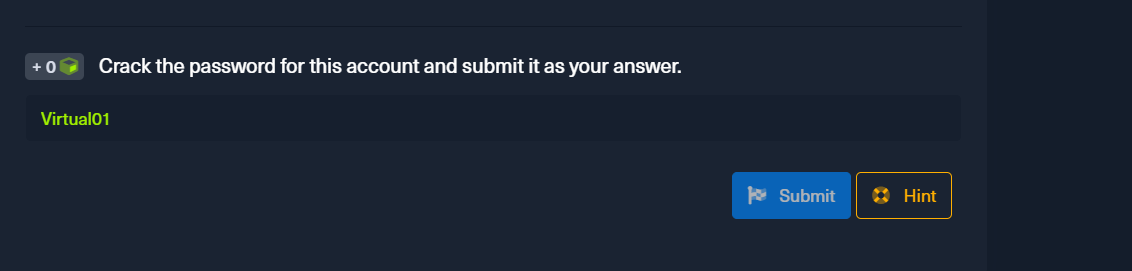 + 0 Crack the password for this account and submit it as your answer.
Virtual01
Submit Hint